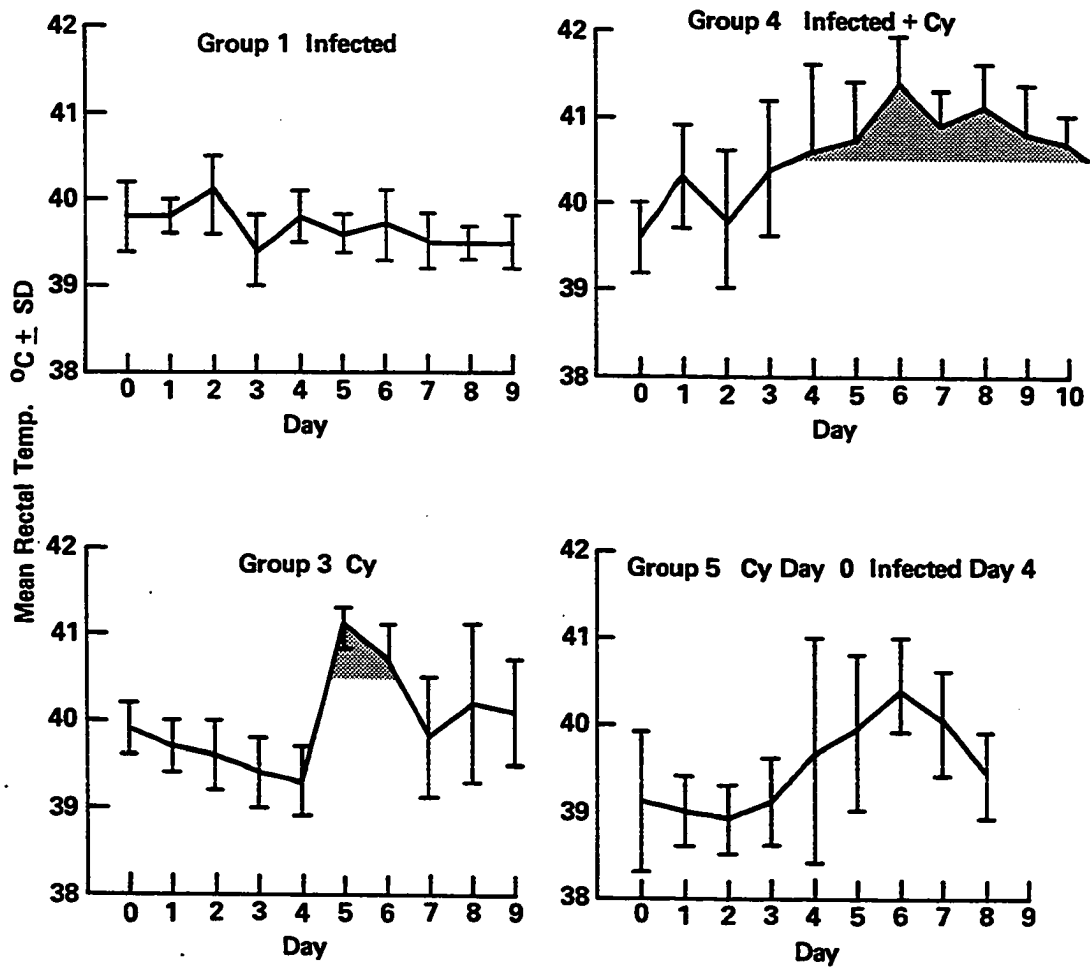 Mean Rectal Temp. °C ± SD
Group 1 Infected
42
41
40
39
38
0 1 2 3 4 5 6 7 8 9
Day
Group 4 Infected + Cy
42
41
40
39
38
0 1 2 3 4 5 6 7 8 9 10
Day
Group 3 Cy
42
41
40
39
38
0 1 2 3 4 5 6 7 8 9
Day
Group 5 Cy Day 0 Infected Day 4
42
41
40
39
38
0 1 2 3 4 5 6 7 8 9
Day